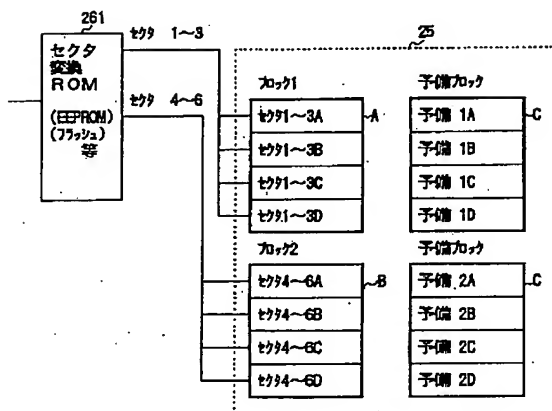 261
セクタ
変換
ROM
(EEPROM)
(フラッシュ)
等
セクタ 1〜3
セクタ 4〜6
25
ブロック1
セクタ1〜3A
セクタ1〜3B
セクタ1〜3C
セクタ1〜3D
A
予備ブロック
予備 1A
予備 1B
予備 1C
予備 1D
C
ブロック2
セクタ4〜6A
セクタ4〜6B
セクタ4〜6C
セクタ4〜6D
B
予備ブロック
予備 2A
予備 2B
予備 2C
予備 2D
C